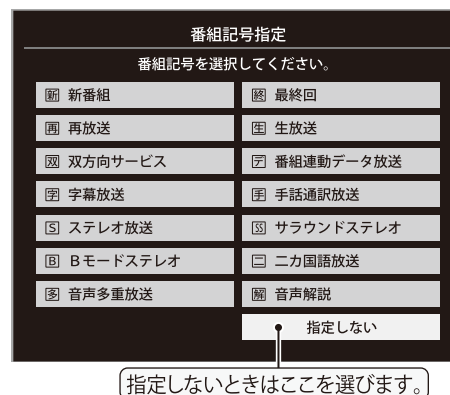 番組記号指定
番組記号を選択してください。
新 新番組
終 最終回
再 再放送
生 生放送
双 双方向サービス
デ 番組連動データ放送
字 字幕放送
手 手話通訳放送
S ステレオ放送
SS サラウンドステレオ
B Bモードステレオ
二 二カ国語放送
多 音声多重放送
解 音声解説
指定しない
指定しないときはここを選びます。